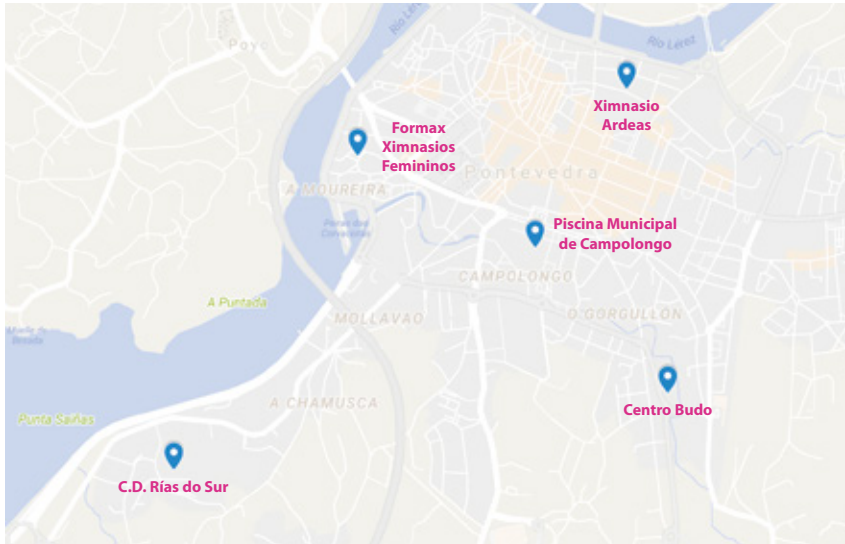 Río Lérez
Poyo
Río Lérez
Ximnasio
Ardeas
Formax
Ximnasios
Femininos
Pontevedra
A MOUREIRA
Piscina Municipal
de Campolongo
CAMPOLONGO
A Puntada
O GORGULLÓN
MOLLAVAO
Centro Budo
A CHAMUSCA
Punta Saiñas
C.D. Rías do Sur